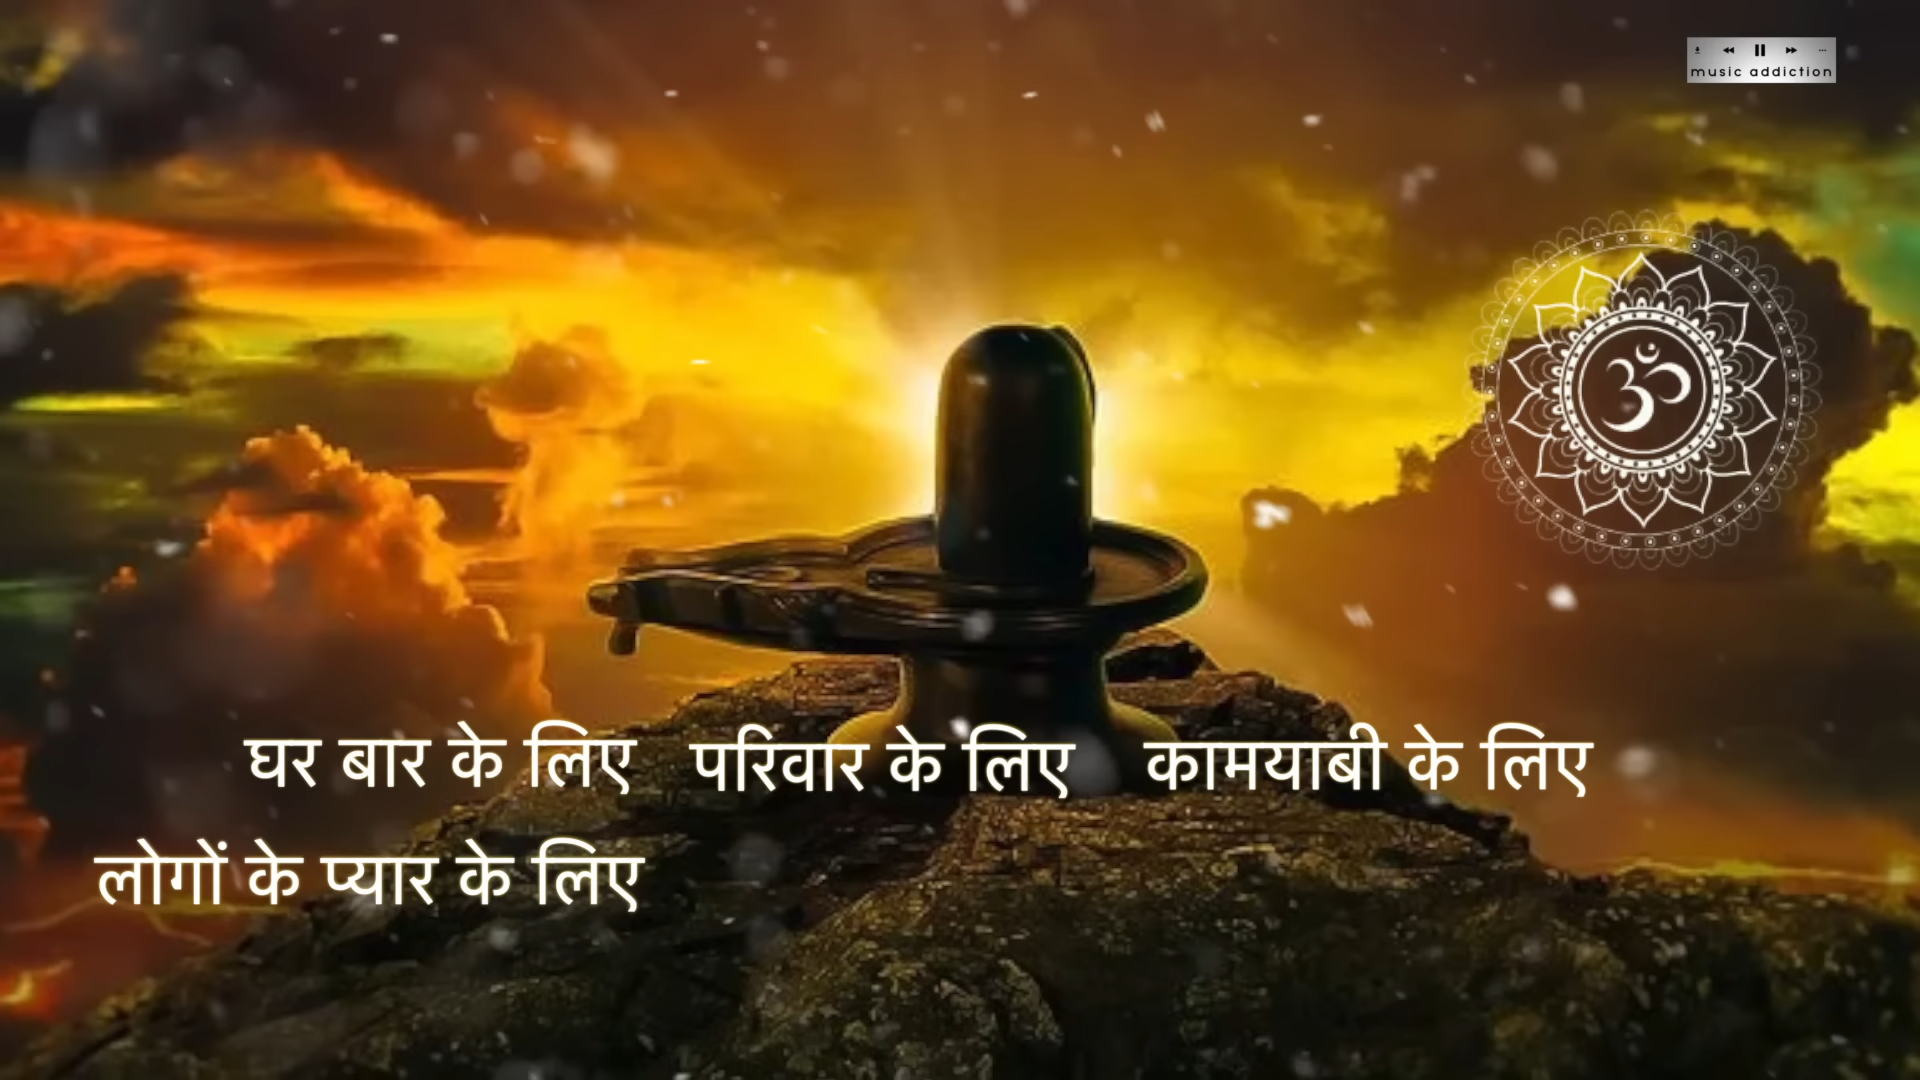 music addiction
ॐ
घर बार के लिए परिवार के लिए कामयाबी के लिए
लोगों के प्यार के लिए